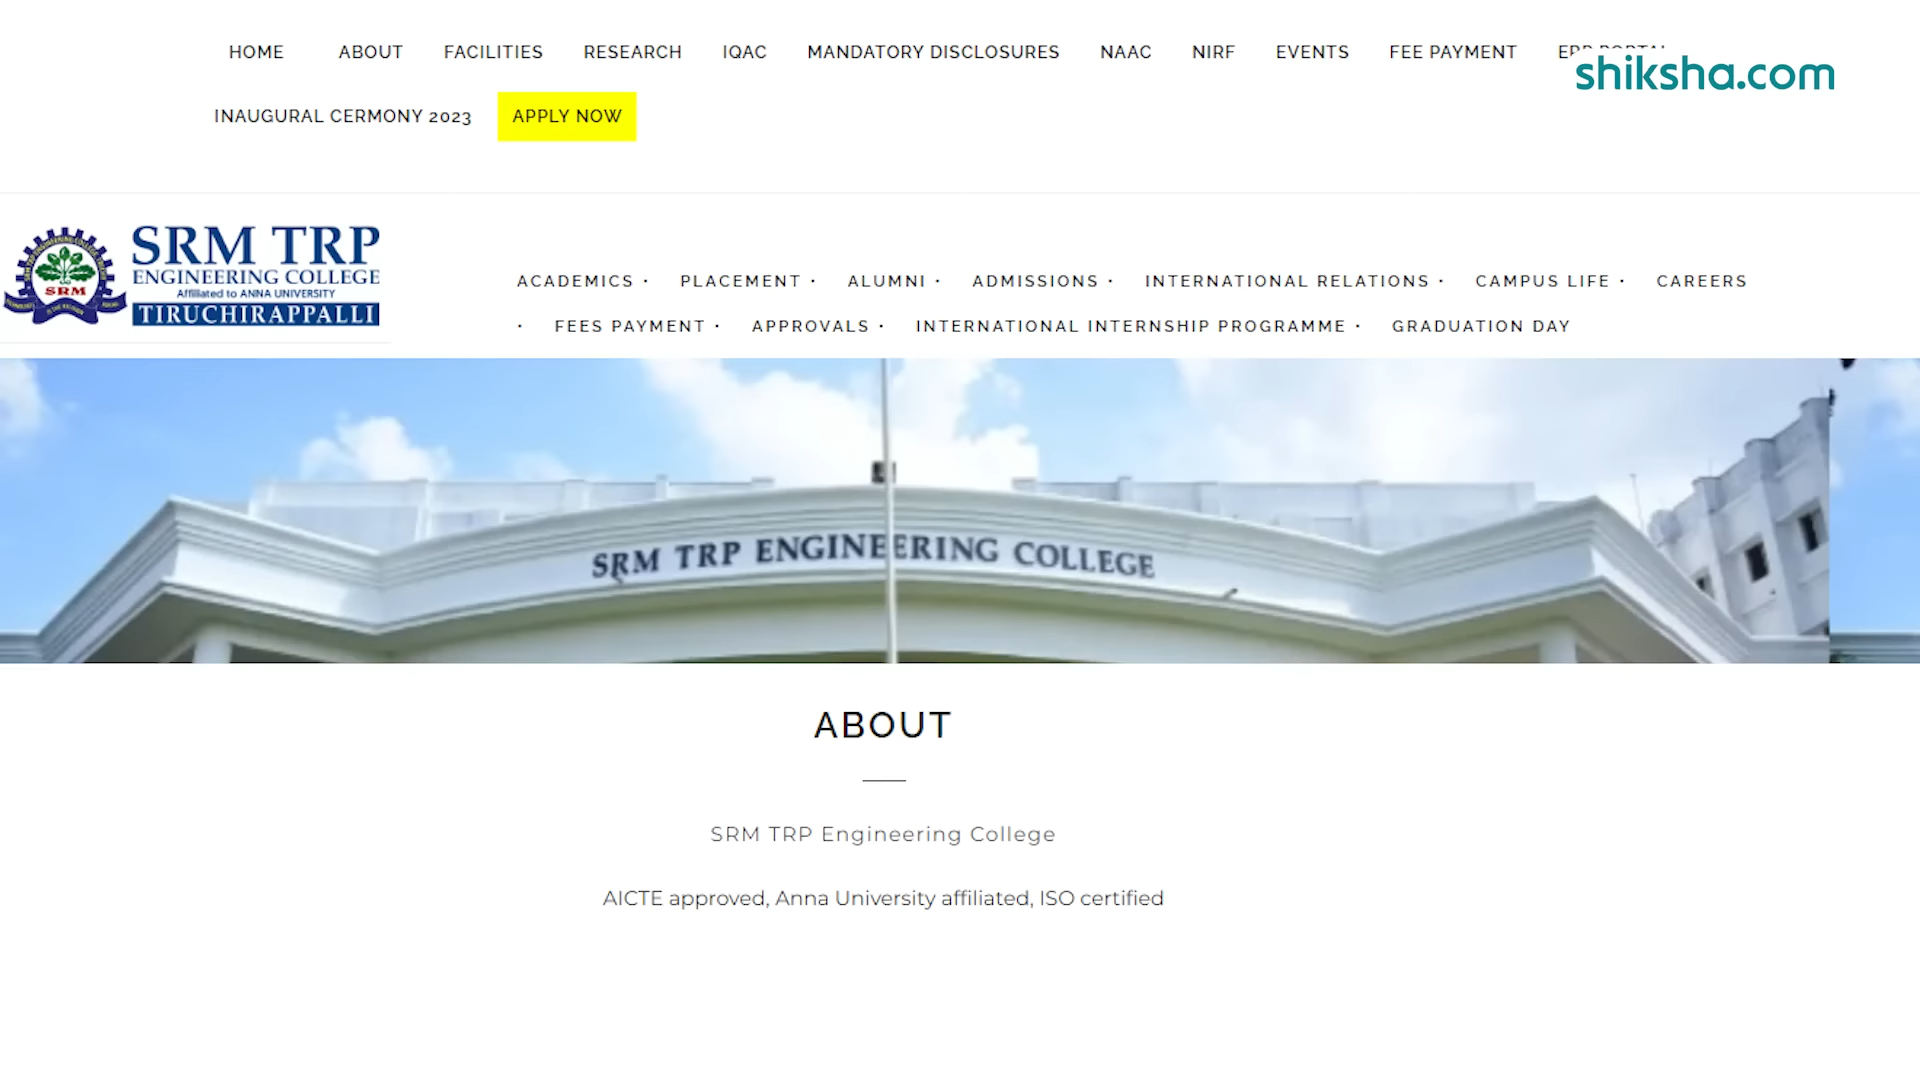 HOME ABOUT FACILITIES RESEARCH IQAC MANDATORY DISCLOSURES NAAC NIRF EVENTS FEE PAYMENT
shiksha.com
INAUGURAL CERMONY 2023 APPLY NOW
SRM TRP
ENGINEERING COLLEGE
Affiliated to ANNA UNIVERSITY
TIRUCHIRAPPALLI
SRM
ACADEMICS · PLACEMENT · ALUMNI · ADMISSIONS · INTERNATIONAL RELATIONS · CAMPUS LIFE · CAREERS
· FEES PAYMENT · APPROVALS · INTERNATIONAL INTERNSHIP PROGRAMME · GRADUATION DAY
SRM TRP ENGINEERING COLLEGE
ABOUT
SRM TRP Engineering College
AICTE approved, Anna University affiliated, ISO certified